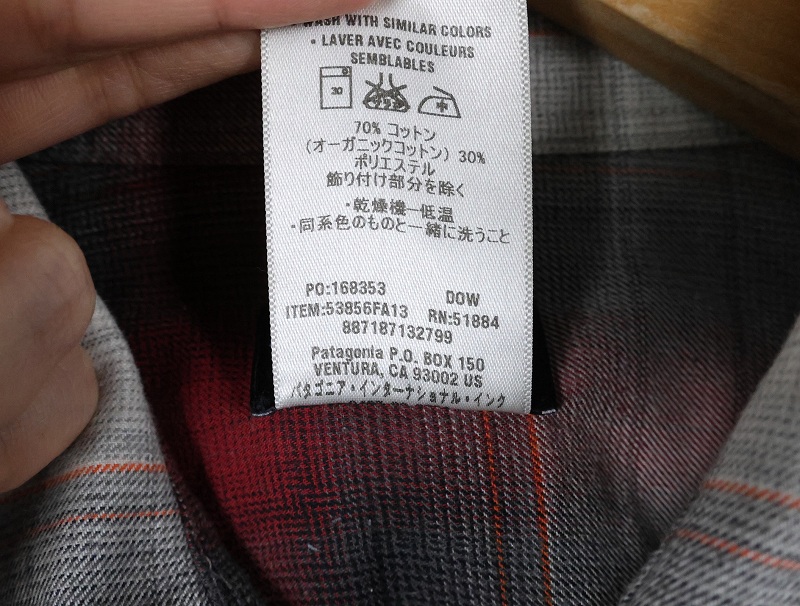 WASH WITH SIMILAR COLORS
• LAVER AVEC COULEURS
SEMBLABLES
30 中
70% コットン
(オーガニックコットン) 30%
ポリエステル
飾り付け部分を除く
・乾燥機ー低温
・同系色のものと一緒に洗うこと
PO:168353 DOW
ITEM:53856FA13 RN:51884
887187132799
Patagonia P.O. BOX 150
VENTURA, CA 93002 US
パタゴニア・インターナショナル・インク